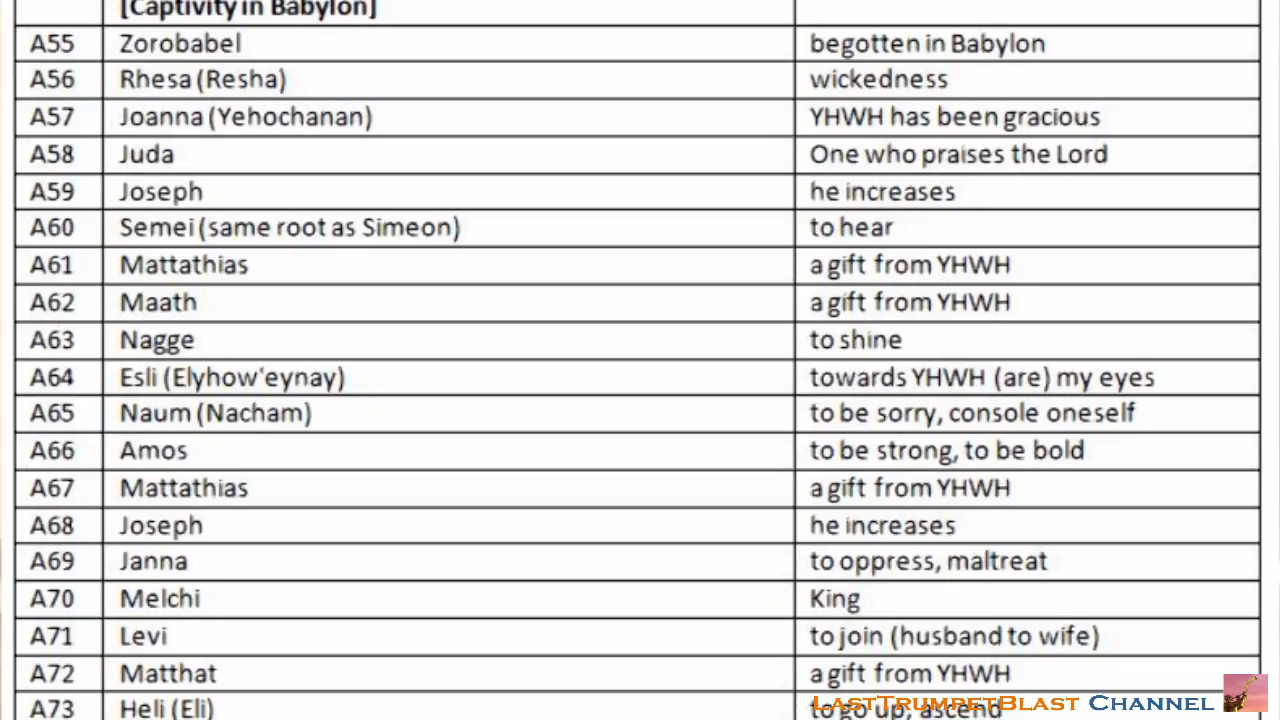 [Captivity in Babylon]
A55 Zorobabel begotten in Babylon
A56 Rhesa (Resha) wickedness
A57 Joanna (Yehochanan) YHWH has been gracious
A58 Juda One who praises the Lord
A59 Joseph he increases
A60 Semei (same root as Simeon) to hear
A61 Mattathias a gift from YHWH
A62 Maath a gift from YHWH
A63 Nagge to shine
A64 Esli (Elyhow'eynay) towards YHWH (are) my eyes
A65 Naum (Nacham) to be sorry, console oneself
A66 Amos to be strong, to be bold
A67 Mattathias a gift from YHWH
A68 Joseph he increases
A69 Janna to oppress, maltreat
A70 Melchi King
A71 Levi to join (husband to wife)
A72 Matthat a gift from YHWH
A73 Heli (Eli) to go up, ascend
LastTrumpetBlast Channel